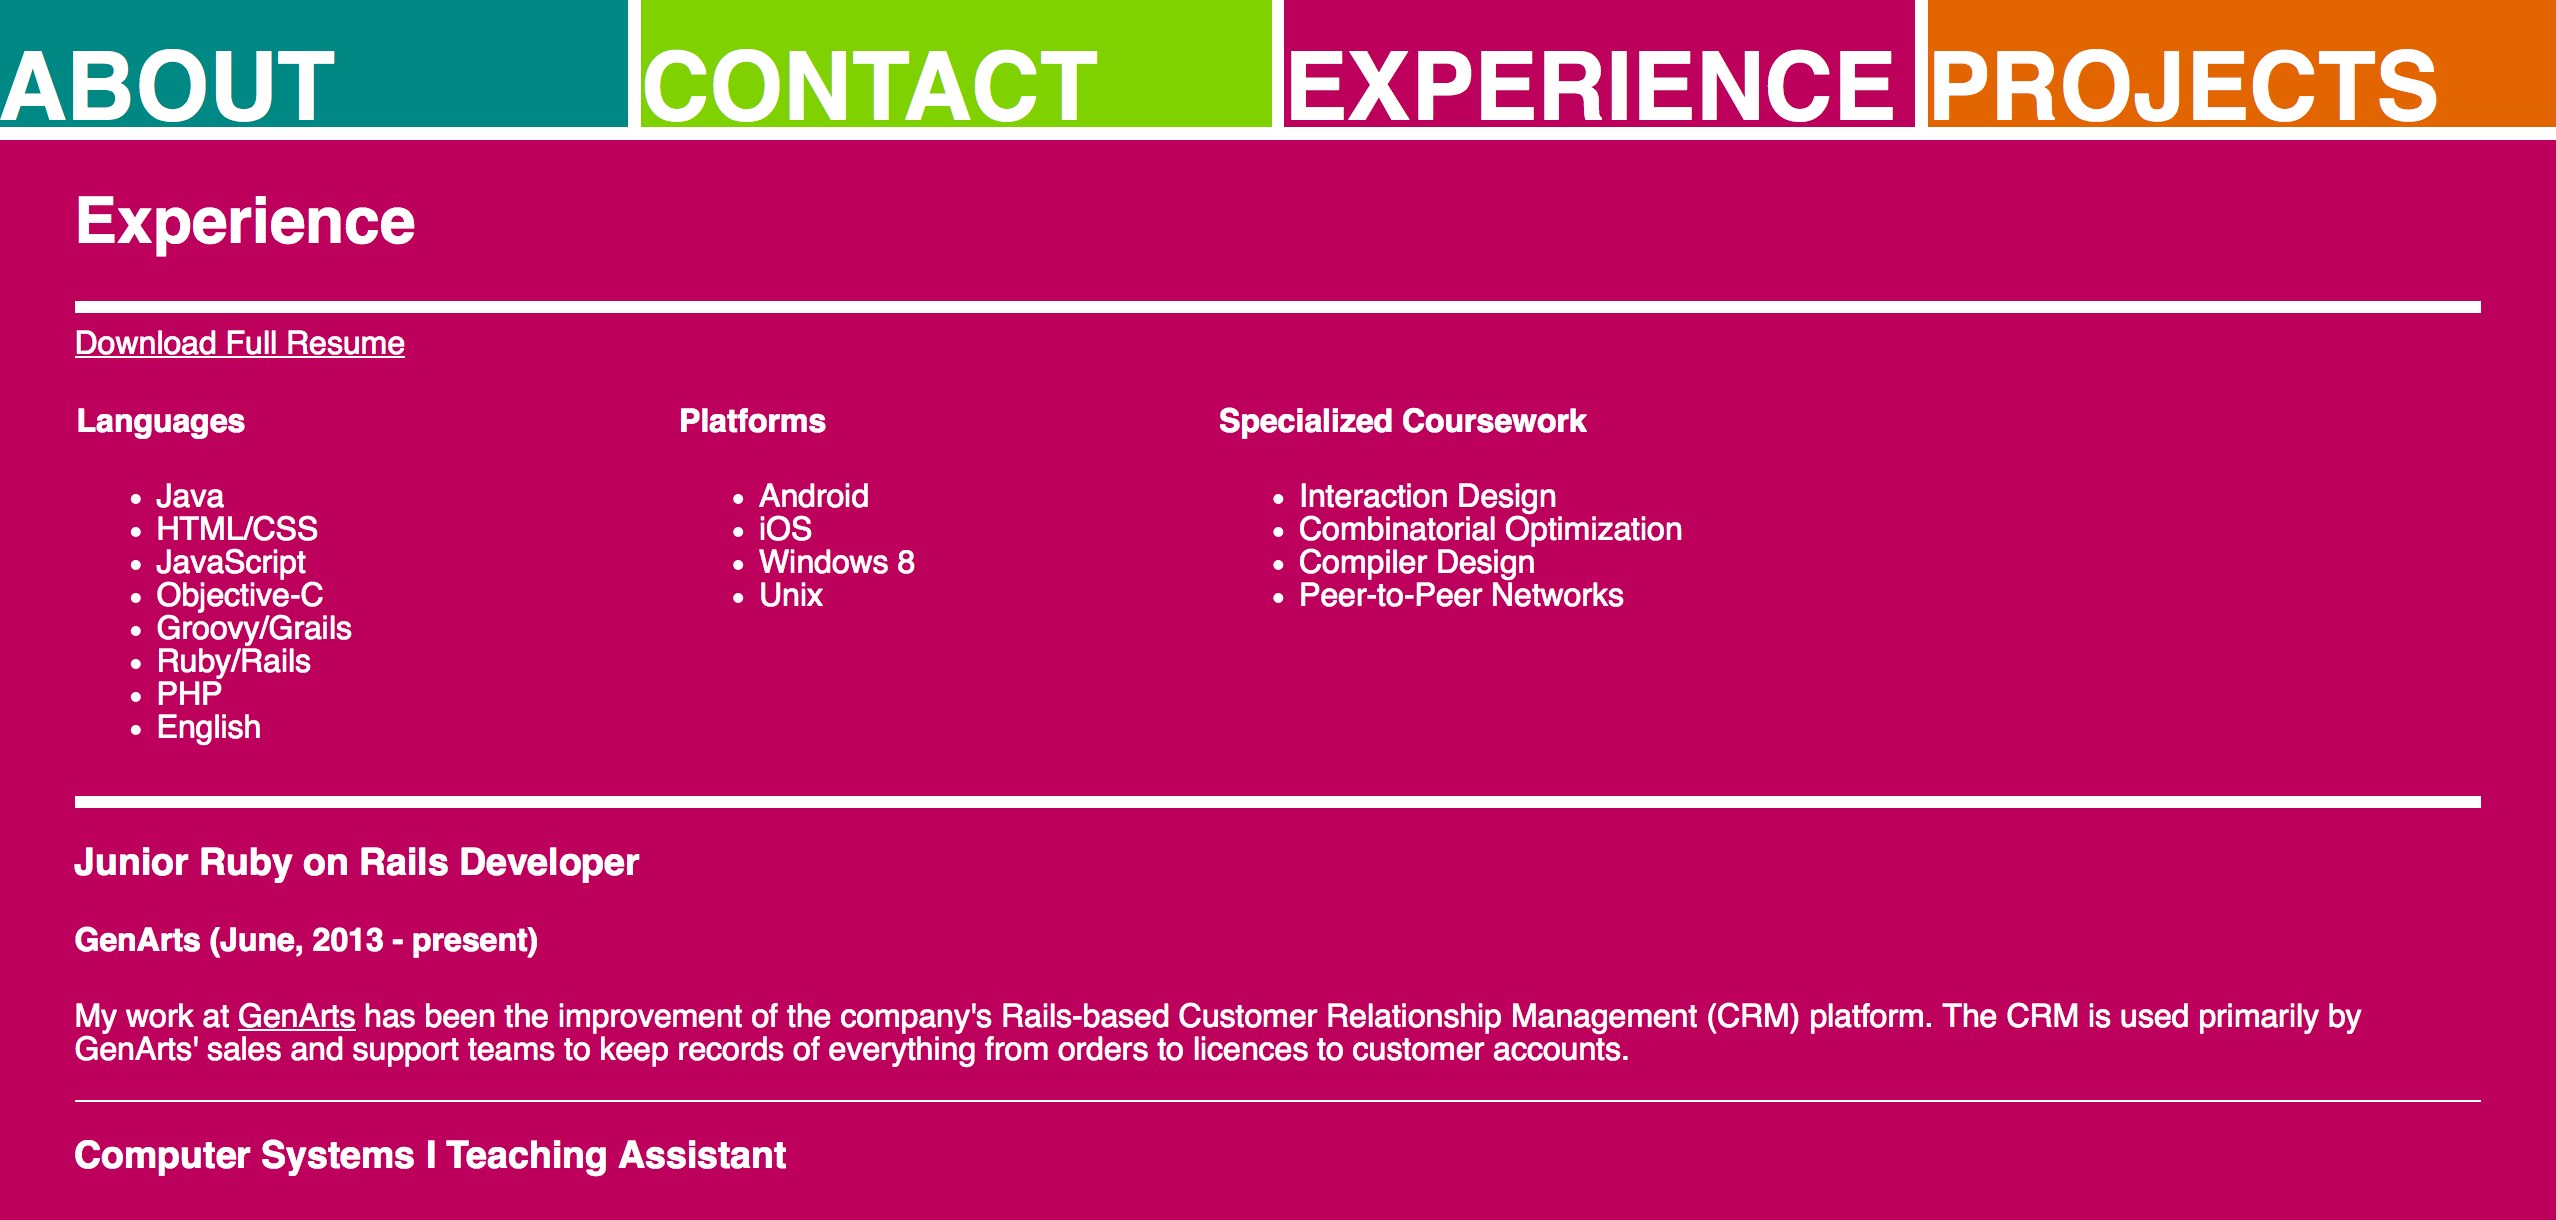 ABOUT CONTACT EXPERIENCE PROJECTS
Experience
Download Full Resume
Languages
Java
HTML/CSS
JavaScript
Objective-C
Groovy/Grails
Ruby/Rails
PHP
English
Platforms
Android
iOS
Windows 8
Unix
Specialized Coursework
Interaction Design
Combinatorial Optimization
Compiler Design
Peer-to-Peer Networks
Junior Ruby on Rails Developer
GenArts (June, 2013 - present)
My work at GenArts has been the improvement of the company's Rails-based Customer Relationship Management (CRM) platform. The CRM is used primarily by
GenArts' sales and support teams to keep records of everything from orders to licences to customer accounts.
Computer Systems I Teaching Assistant